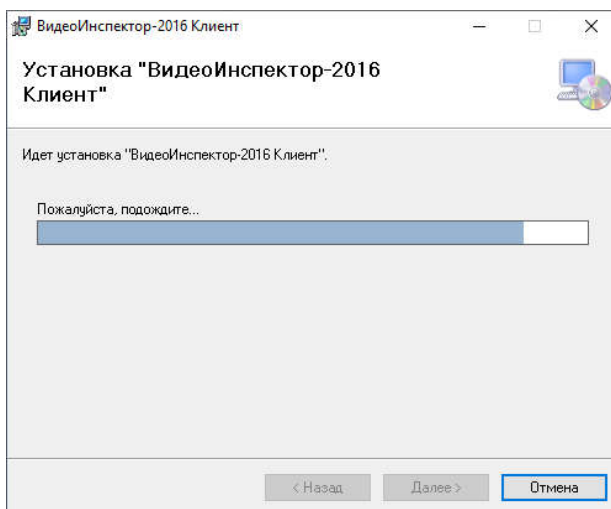 ВидеоИнспектор-2016 Клиент
Установка "ВидеоИнспектор-2016
Клиент"
Идет установка "ВидеоИнспектор-2016 Клиент".
Пожалуйста, подождите...
< Назад Далее > Отмена